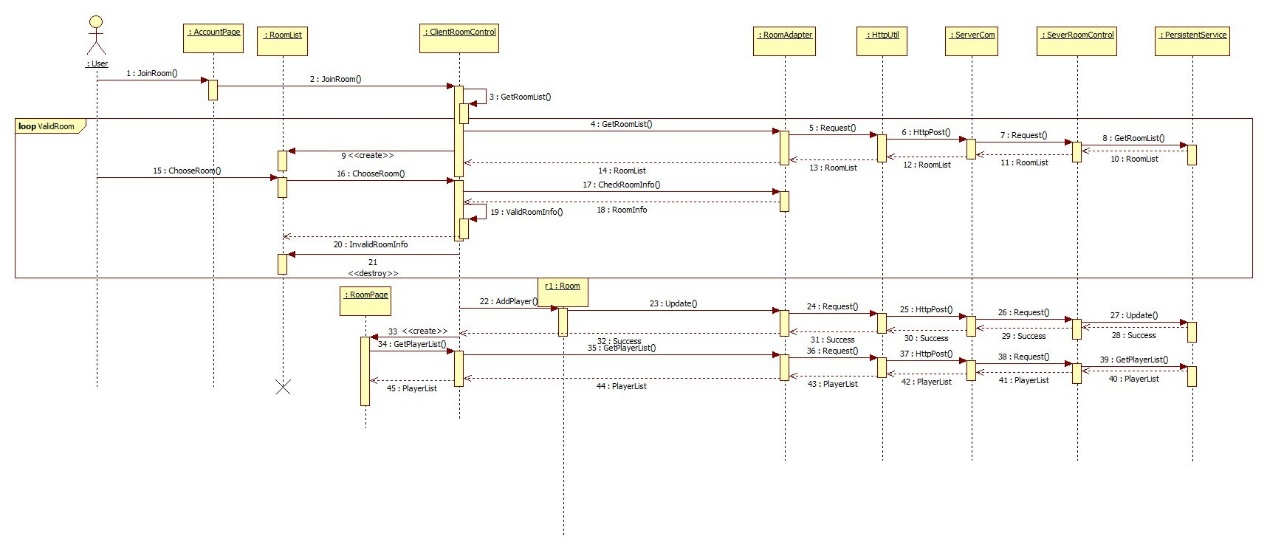 : AccountPage
: RoomList
: ClientRoomControl
: RoomAdapter
: HttpUtil
: ServerCom
: SeverRoomControl
: PersistentService
: User
1 : JoinRoom()
2 : JoinRoom()
3 : GetRoomList()
loop ValidRoom
4 : GetRoomList()
5 : Request()
6 : HttpPost()
7 : Request()
8 : GetRoomList()
9 <<create>>
10 : RoomList
11 : RoomList
12 : RoomList
13 : RoomList
14 : RoomList
15 : ChooseRoom()
16 : ChooseRoom()
17 : CheckRoomInfo()
18 : RoomInfo
19 : ValidRoomInfo()
20 : InvalidRoomInfo
21
<<destroy>>
: RoomPage
r1 : Room
22 : AddPlayer()
23 : Update()
24 : Request()
25 : HttpPost()
26 : Request()
27 : Update()
28 : Success
29 : Success
30 : Success
31 : Success
32 : Success
33 <<create>>
34 : GetPlayerList()
35 : GetPlayerList()
36 : Request()
37 : HttpPost()
38 : Request()
39 : GetPlayerList()
40 : PlayerList
41 : PlayerList
42 : PlayerList
43 : PlayerList
44 : PlayerList
45 : PlayerList